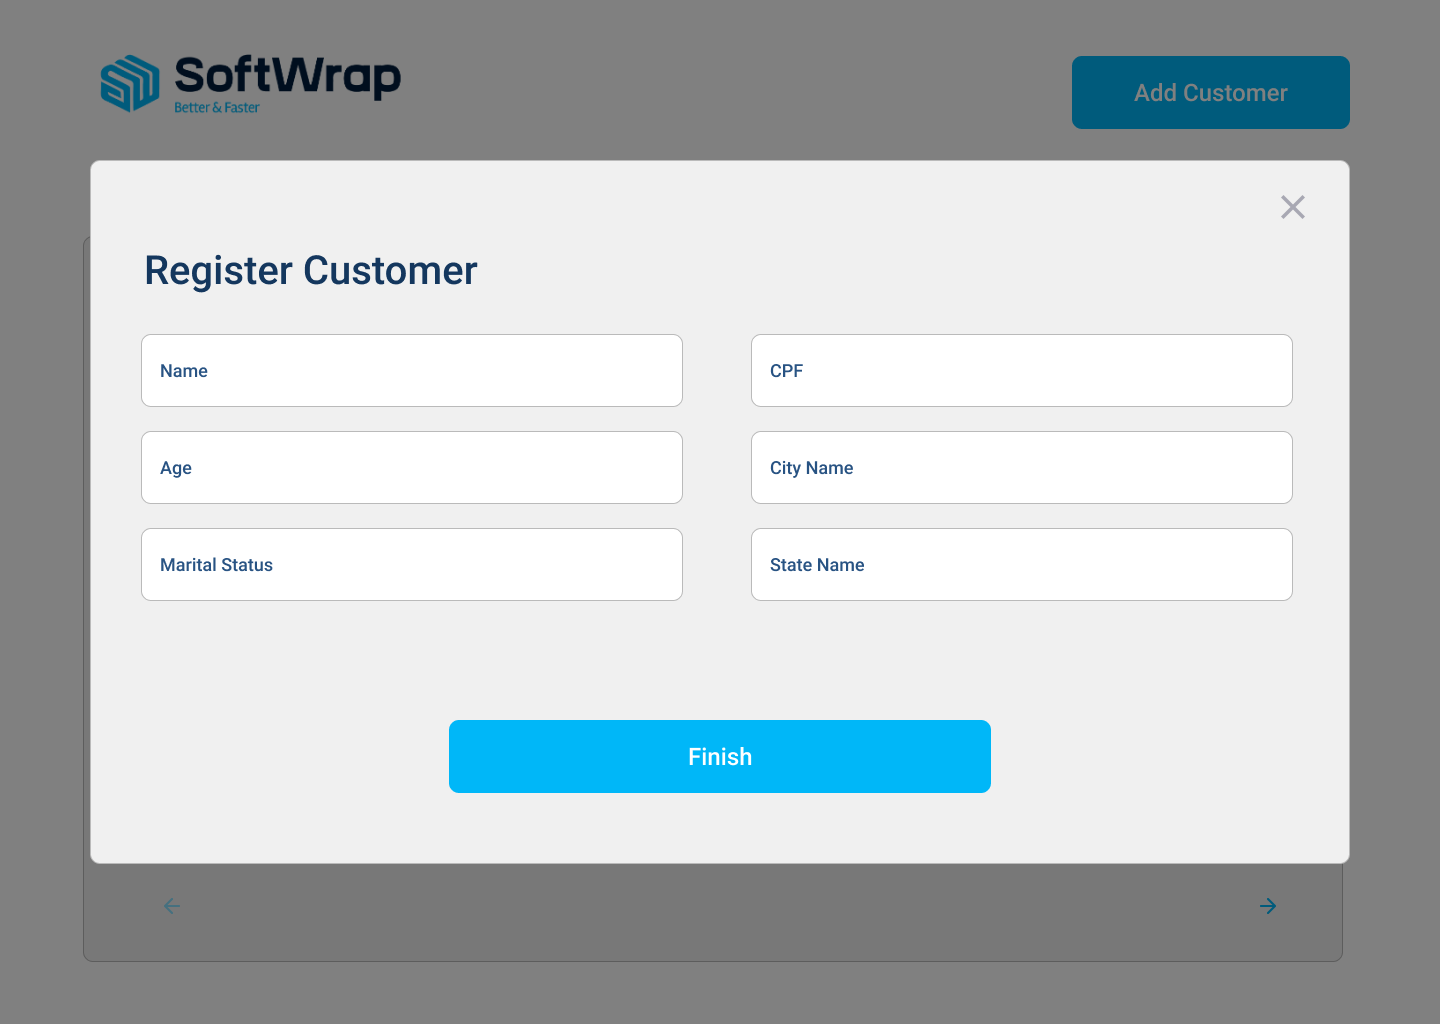 SoftWrap
Better & Faster
Add Customer
Register Customer
Name
CPF
Age
City Name
Marital Status
State Name
Finish